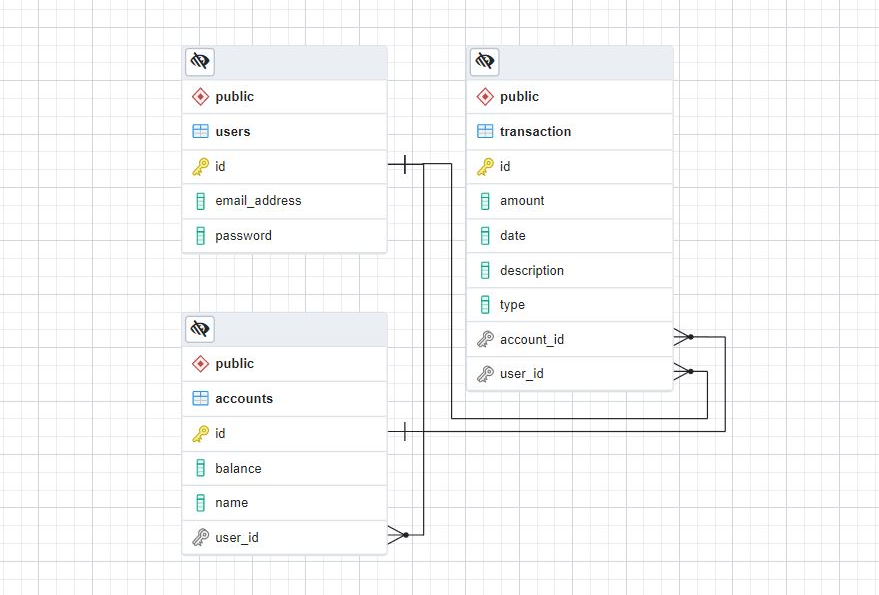 public
users
id
email_address
password
public
transaction
id
amount
date
description
type
account_id
user_id
public
accounts
id
balance
name
user_id